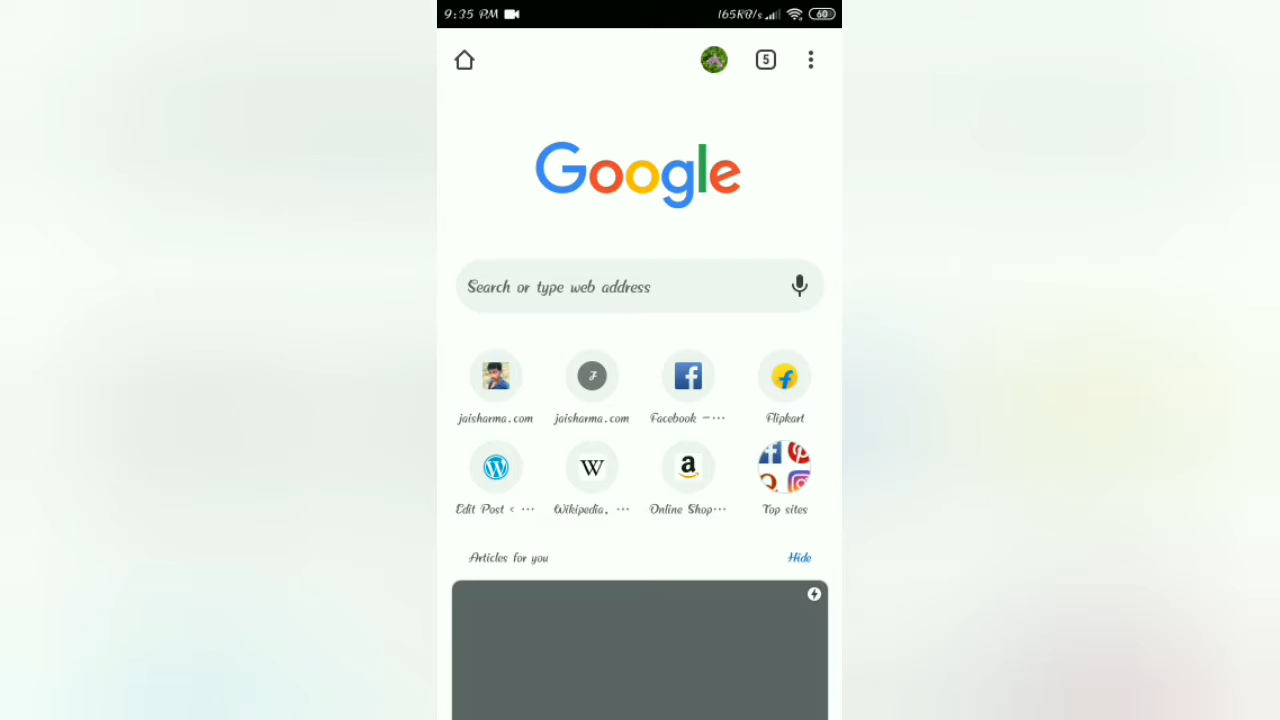 9:35 PM 165KB/s 60
5
Google
Search or type web address
jaisharma.com jaisharma.com Facebook –··· Flipkart
Edit Post < ··· Wikipedia, ··· Online Shop··· Top sites
Articles for you Hide